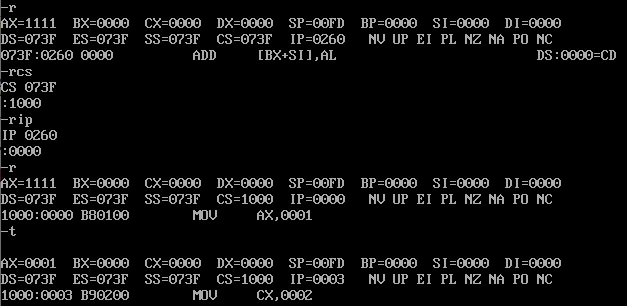 -r
AX=1111 BX=0000 CX=0000 DX=0000 SP=00FD BP=0000 SI=0000 DI=0000
DS=073F ES=073F SS=073F CS=073F IP=0260 NV UP EI PL NZ NA PO NC
073F:0260 0000 ADD [BX+SI],AL DS:0000=CD
-rcs
CS 073F
:1000
-rip
IP 0260
:0000
-r
AX=1111 BX=0000 CX=0000 DX=0000 SP=00FD BP=0000 SI=0000 DI=0000
DS=073F ES=073F SS=073F CS=1000 IP=0000 NV UP EI PL NZ NA PO NC
1000:0000 B80100 MOV AX,0001
-t
AX=0001 BX=0000 CX=0000 DX=0000 SP=00FD BP=0000 SI=0000 DI=0000
DS=073F ES=073F SS=073F CS=1000 IP=0003 NV UP EI PL NZ NA PO NC
1000:0003 B90200 MOV CX,0002